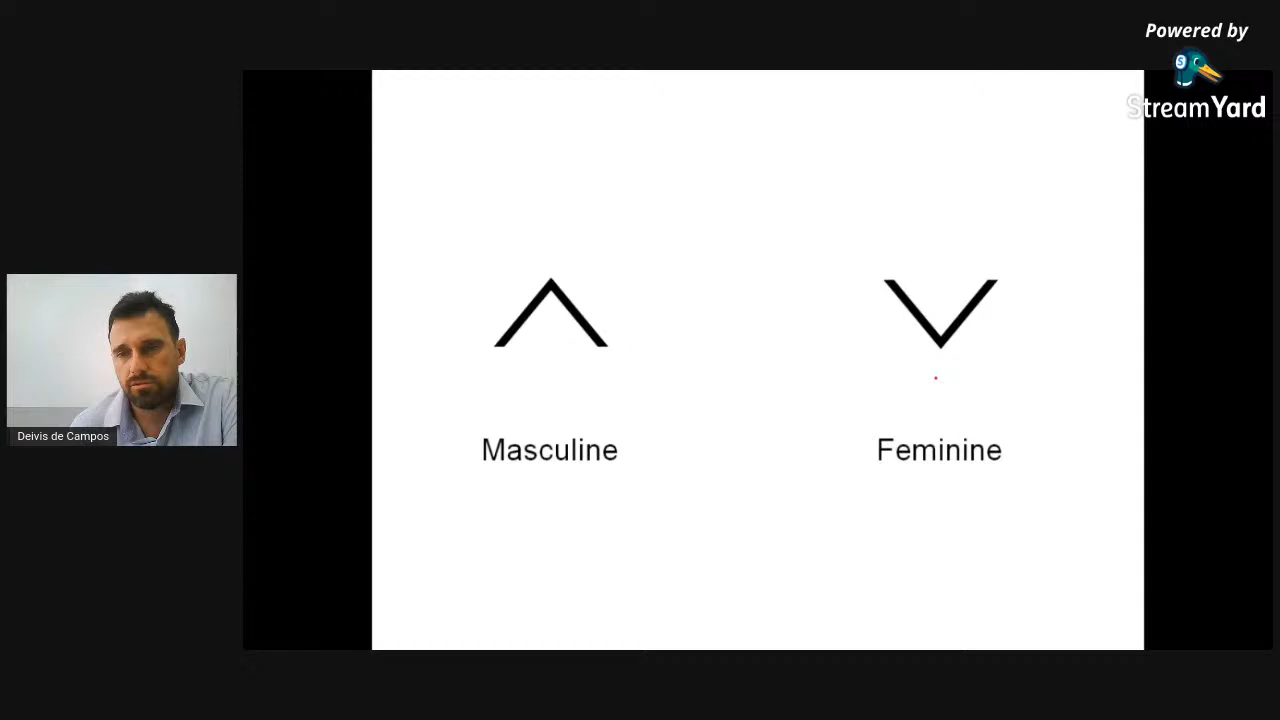 Powered by
StreamYard
Masculine
Feminine
Deivis de Campos